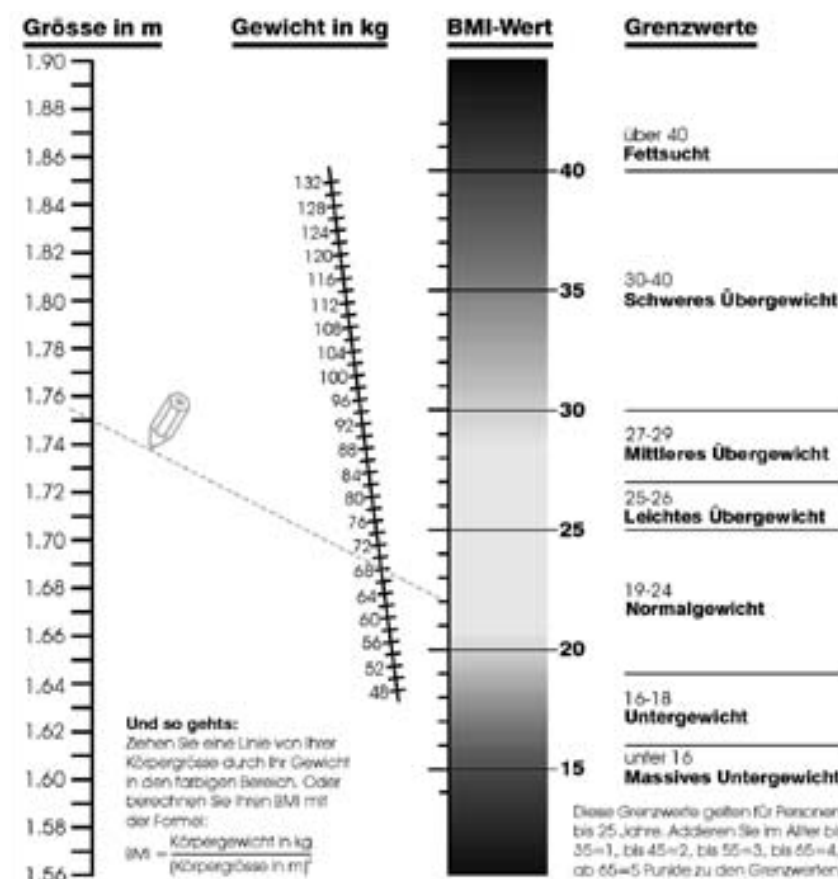 Grösse in m
Gewicht in kg
BMI-Wert
Grenzwerte
1.90
1.88
1.86
1.84
1.82
1.80
1.78
1.76
1.74
1.72
1.70
1.68
1.66
1.64
1.62
1.60
1.58
1.56
132
128
124
120
116
112
108
104
100
96
92
88
84
80
76
72
68
64
60
56
52
48
40
35
30
25
20
15
über 40
Fettsucht
30-40
Schweres Übergewicht
27-29
Mittleres Übergewicht
25-26
Leichtes Übergewicht
19-24
Normalgewicht
16-18
Untergewicht
unter 16
Massives Untergewicht
Und so gehts:
Ziehen Sie eine Linie von Ihrer
Körpergrösse durch Ihr Gewicht
in den farbigen Bereich. Oder
berechnen Sie Ihren BMI mit
der Formel:
BMI = Körpergewicht in kg
(Körpergrösse in m)²
Diese Grenzwerte gelten für Personen
bis 25 Jahre. Addieren Sie im Alter bis
35=1, bis 45=2, bis 55=3, bis 65=4,
ab 65=5 Punkte zu den Grenzwerten